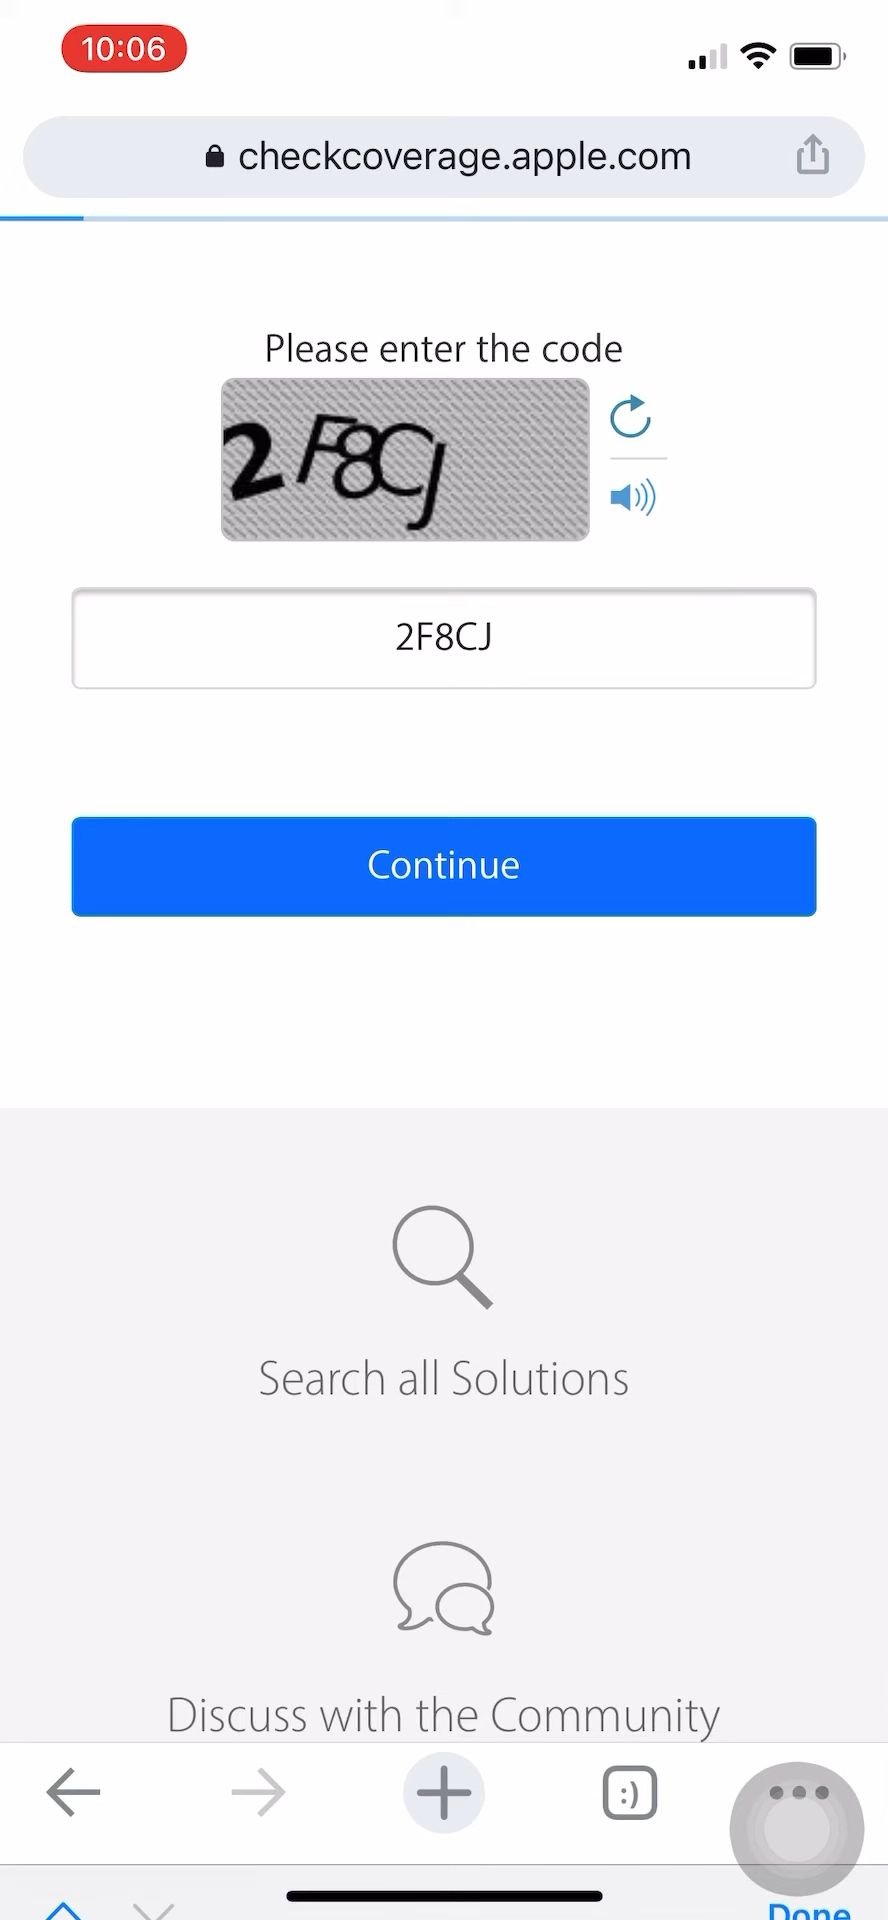 10:06
checkcoverage.apple.com
Please enter the code
2F8CJ
2F8CJ
Continue
Search all Solutions
Discuss with the Community
:)
Done